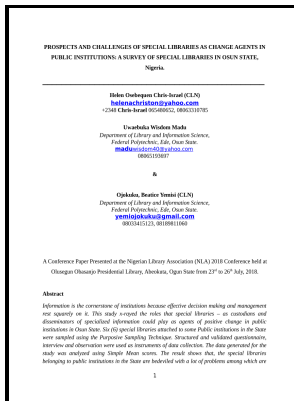 PROSPECTS AND CHALLENGES OF SPECIAL LIBRARIES AS CHANGE AGENTS IN
PUBLIC INSTITUTIONS: A SURVEY OF SPECIAL LIBRARIES IN OSUN STATE,
Nigeria.
Helen Osebequen Chris-Israel (CLN)
helenachriston@yahoo.com
+2348 Chris-Israel 065480652, 08063310785
Uwaebuka Wisdom Madu
Department of Library and Information Science,
Federal Polytechnic, Ede, Osun State.
maduwisdom40@yahoo.com
08065193697
&
Ojokuku, Beatice Yemisi (CLN)
Department of Library and Information Science,
Federal Polytechnic, Ede, Osun State.
yemiojokuku@gmail.com
08033415123, 08189811060
A Conference Paper Presented at the Nigerian Library Association (NLA) 2018 Conference held at
Olusegun Obasanjo Presidential Library, Abeokuta, Ogun State from 23rd to 26th July, 2018.
Abstract
Information is the cornerstone of institutions because effective decision making and management
rest squarely on it. This study x-rayed the roles that special libraries – as custodians and
disseminators of specialized information could play as agents of positive change in public
institutions in Osun State. Six (6) special libraries attached to some Public institutions in the State
were sampled using the Purposive Sampling Technique. Structured and validated questionnaire,
interview and observation were used as instruments of data collection. The data generated for the
study was analyzed using Simple Mean scores. The result shows that, the special libraries
belonging to public institutions in the State are bedeviled with a lot of problems among which are
1